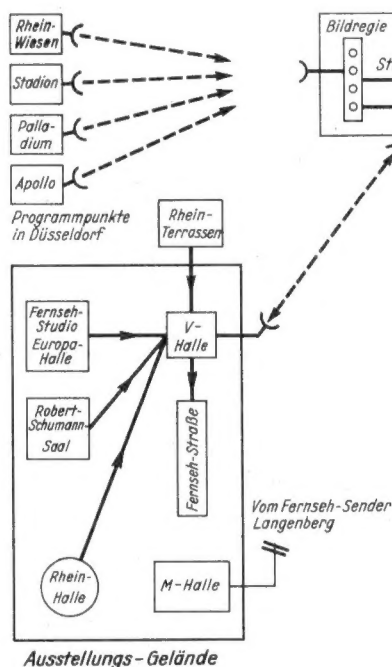 Rhein-
Wiesen
Stadion
Palla-
dium
Apollo
Programmpunkte
in Düsseldorf
Bildregie
Rhein-
Terrassen
Fernseh-
Studio
Europa-
Halle
V-
Halle
Robert-
Schumann-
Saal
Fernseh-Straße
Rhein-
Halle
M-Halle
Vom Fernseh-Sender
Langenberg
Ausstellungs-Gelände